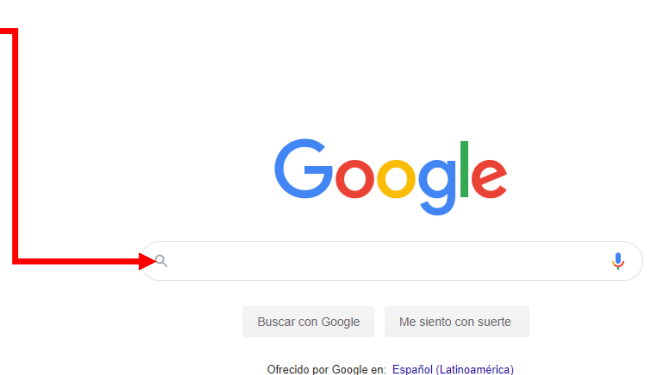 Google
Buscar con Google Me siento con suerte
Ofrecido por Google en: Español (Latinoamérica)